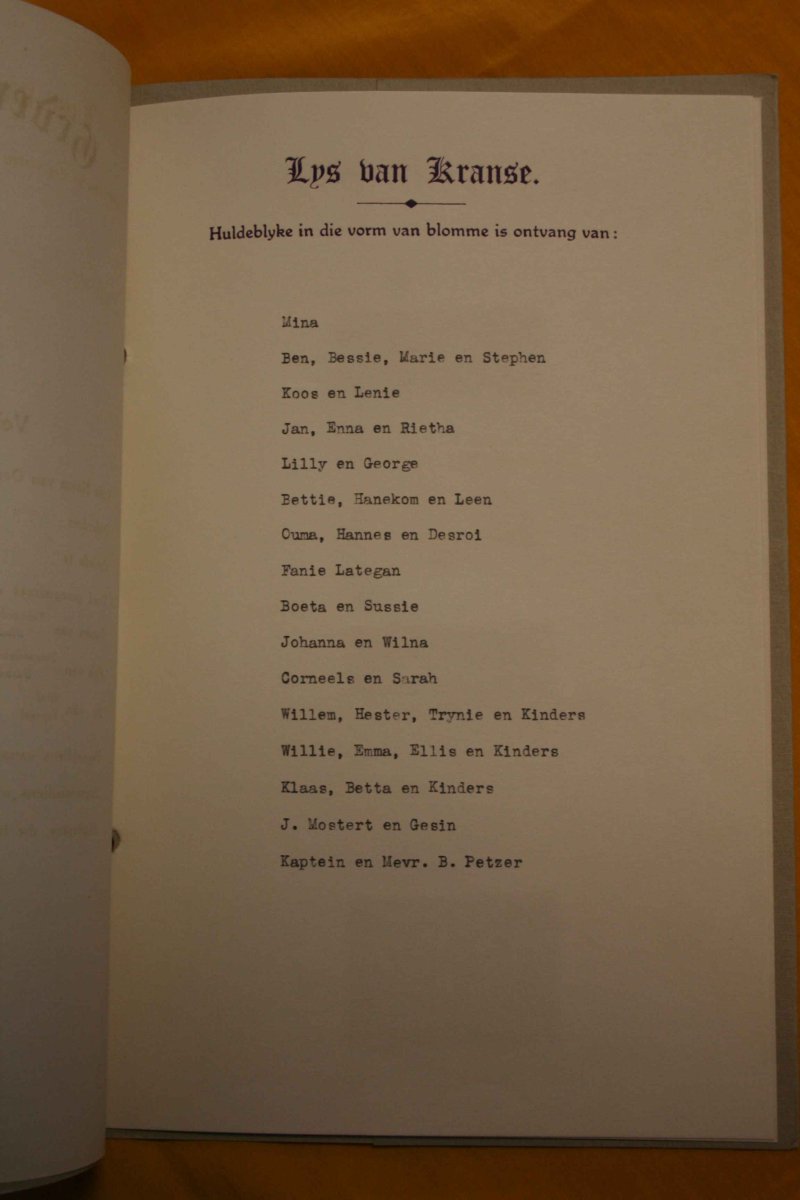 Lys van Kranse.
Huldeblyke in die vorm van blomme is ontvang van:
Mina
Ben, Bessie, Marie en Stephen
Koos en Lenie
Jan, Enna en Rietha
Lilly en George
Bettie, Hanekom en Leen
Ouma, Hannes en Desroi
Fanie Lategan
Boeta en Sussie
Johanna en Wilna
Corneels en Sarah
Willem, Hester, Trynie en Kinders
Willie, Emma, Ellis en Kinders
Klaas, Betta en Kinders
J. Mostert en Gesin
Kaptein en Mevr. B. Petzer